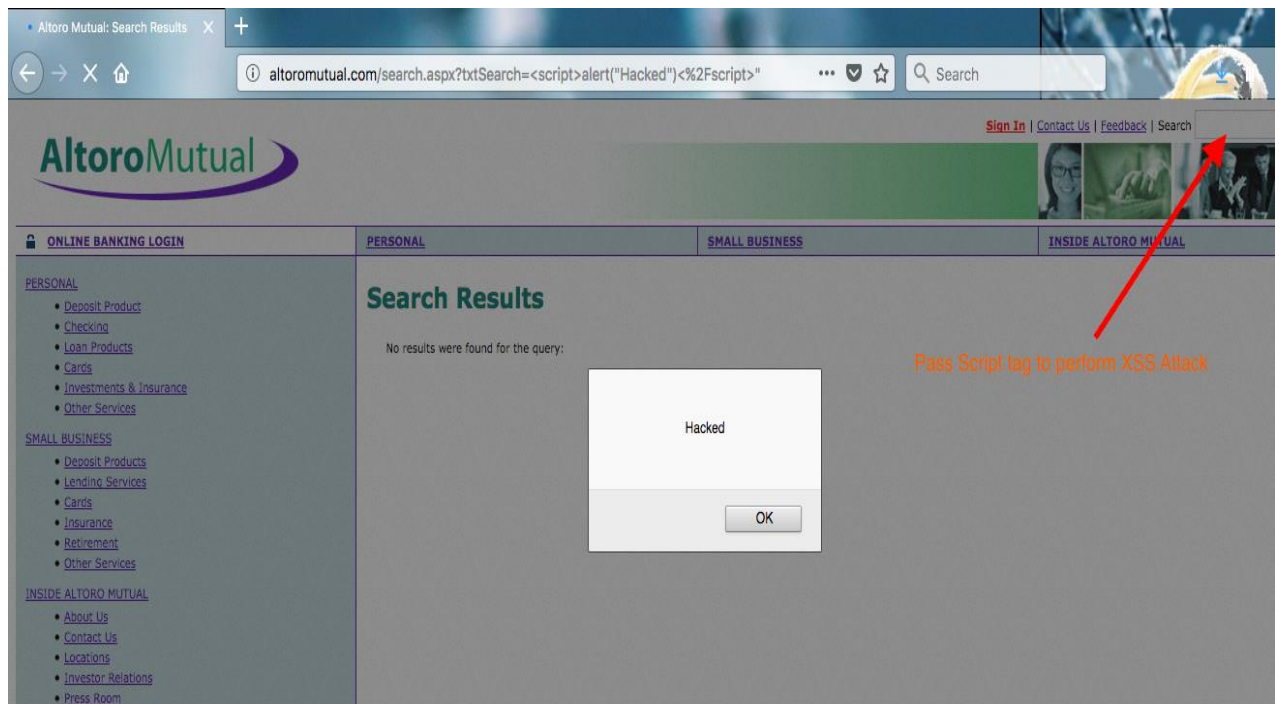 Altoro Mutual: Search Results
altoromutual.com/search.aspx?txtSearch=<script>alert("Hacked")<%2Fscript>"
Search
Sign In | Contact Us | Feedback | Search
AltoroMutual
ONLINE BANKING LOGIN
PERSONAL
SMALL BUSINESS
INSIDE ALTORO MUTUAL
PERSONAL
• Deposit Product
• Checking
• Loan Products
• Cards
• Investments & Insurance
• Other Services
SMALL BUSINESS
• Deposit Products
• Lending Services
• Cards
• Insurance
• Retirement
• Other Services
INSIDE ALTORO MUTUAL
• About Us
• Contact Us
• Locations
• Investor Relations
• Press Room
Search Results
No results were found for the query:
Pass Script tag to perform XSS Attack
Hacked
OK